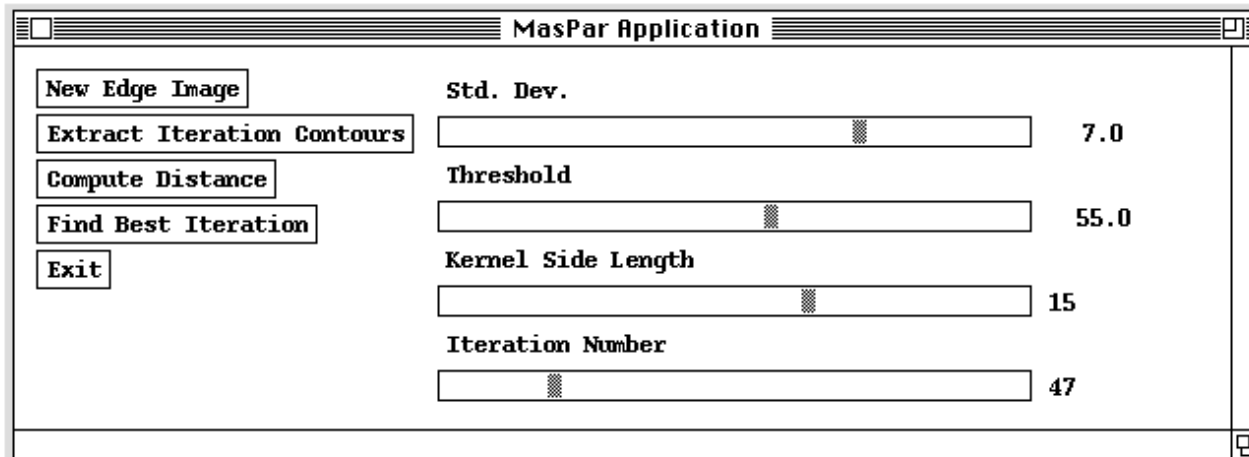 MasPar Application
New Edge Image
Extract Iteration Contours
Compute Distance
Find Best Iteration
Exit
Std. Dev.
7.0
Threshold
55.0
Kernel Side Length
15
Iteration Number
47